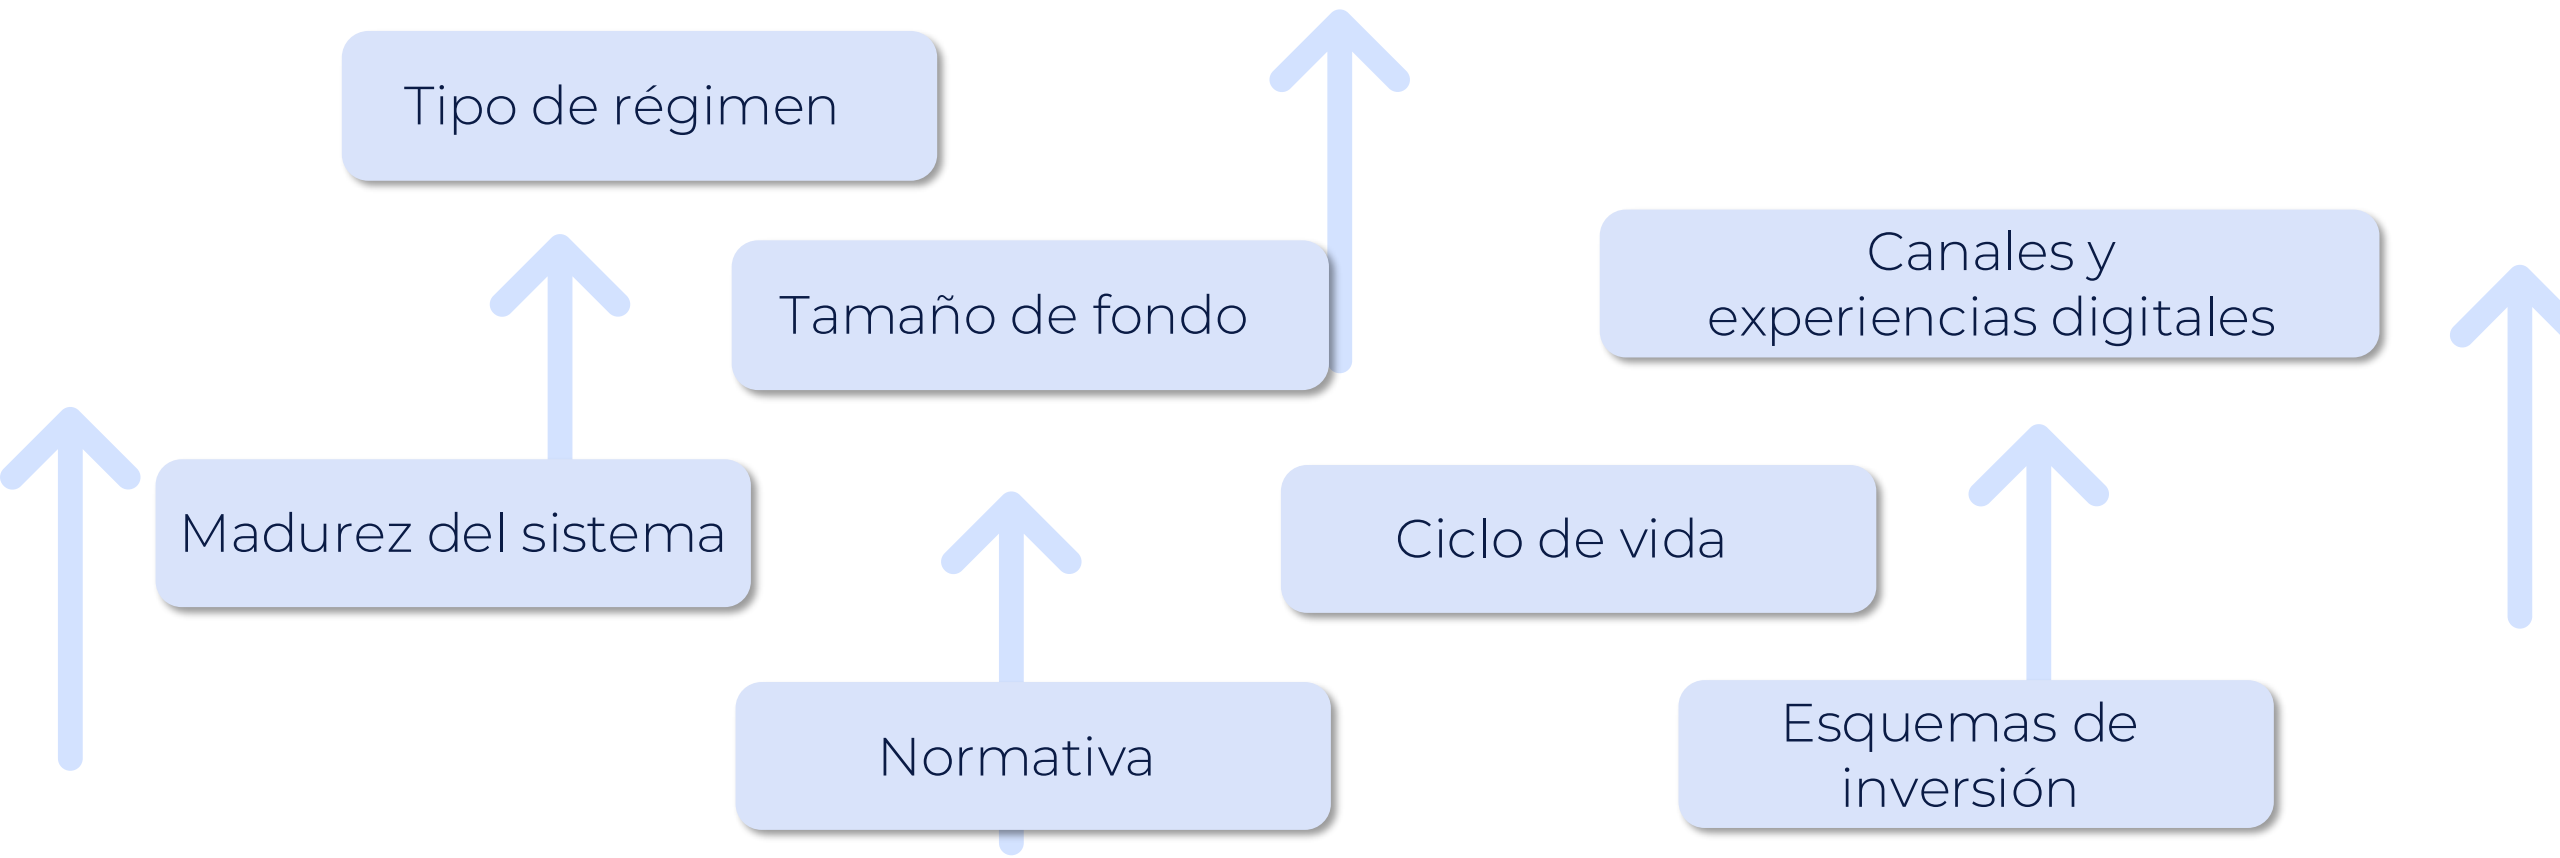 Tipo de régimen
Tamaño de fondo
Canales y
experiencias digitales
Madurez del sistema
Ciclo de vida
Normativa
Esquemas de
inversión